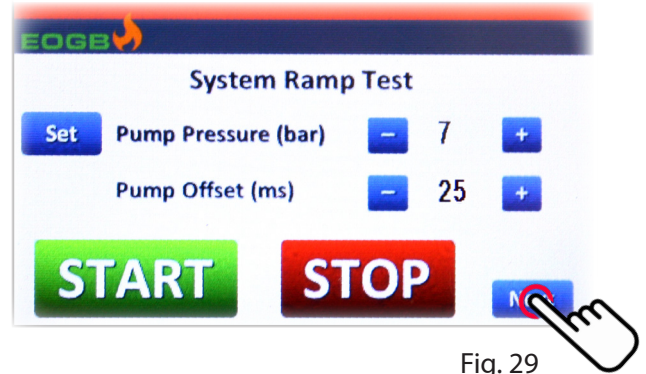 EOGB
System Ramp Test
Set Pump Pressure (bar) − 7 +
Pump Offset (ms) − 25 +
START STOP
Fig. 29